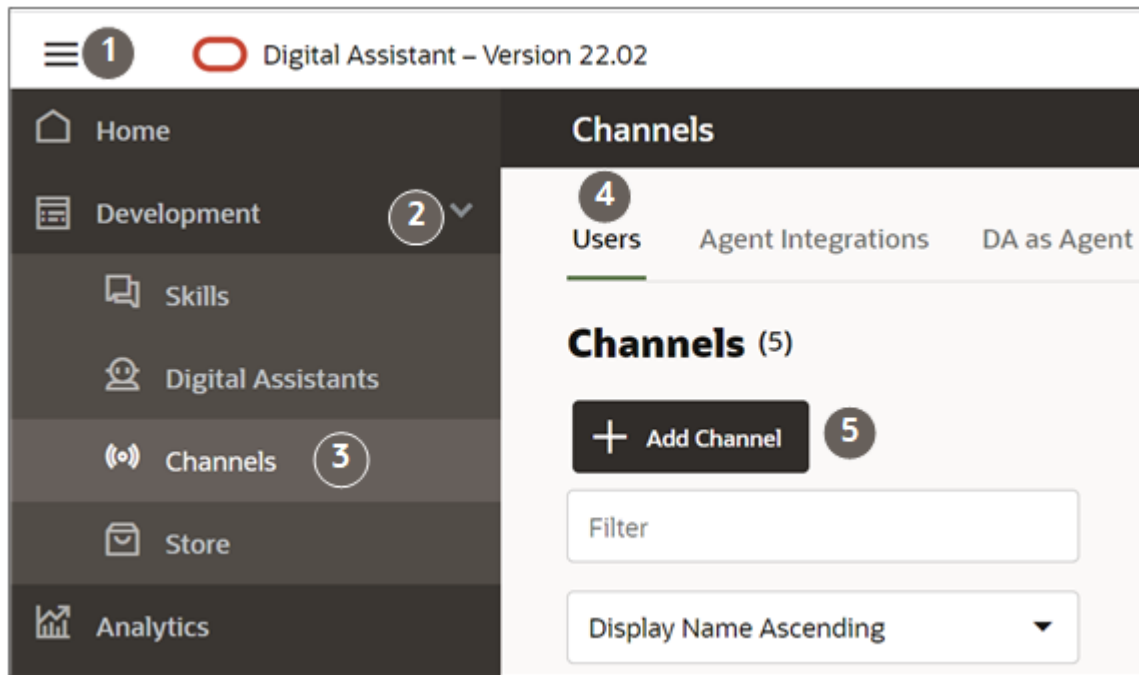 1 Digital Assistant – Version 22.02
Home
Development 2
Skills
Digital Assistants
Channels 3
Store
Analytics
Channels
4
Users Agent Integrations DA as Agent
Channels (5)
+ Add Channel 5
Filter
Display Name Ascending